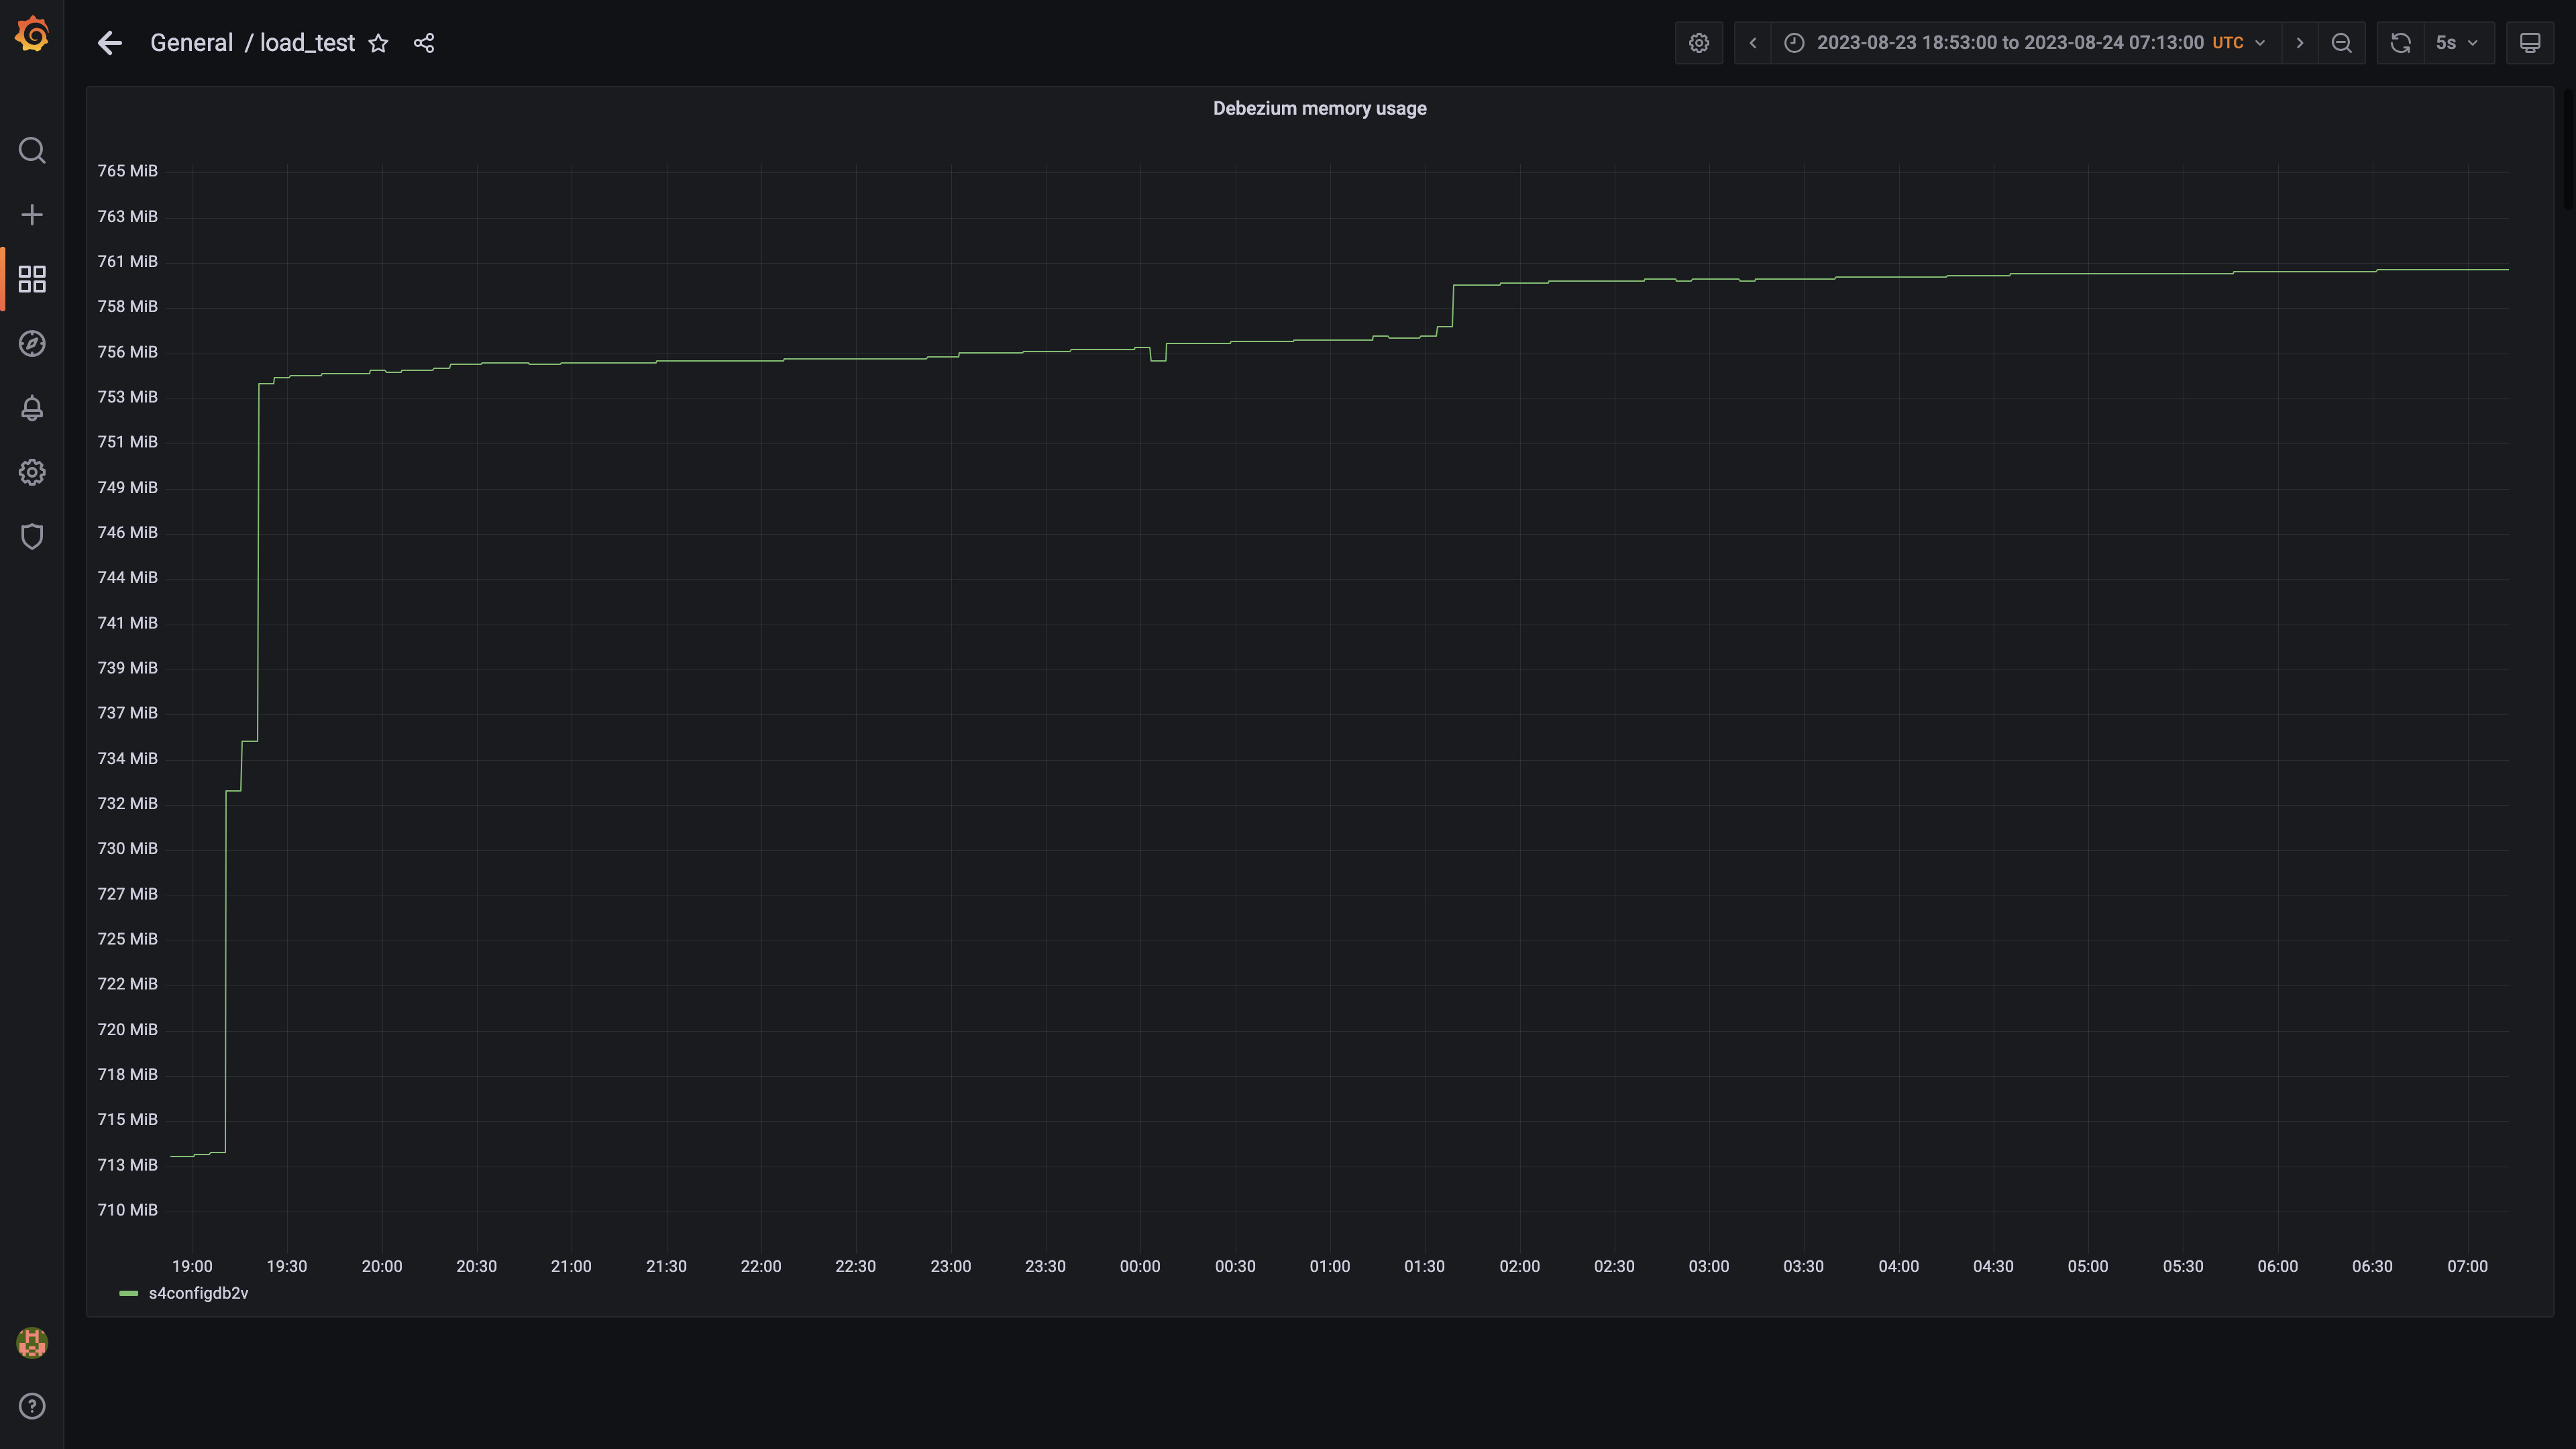 General / load_test
2023-08-23 18:53:00 to 2023-08-24 07:13:00 UTC
5s
Debezium memory usage
765 MiB
763 MiB
761 MiB
758 MiB
756 MiB
753 MiB
751 MiB
749 MiB
746 MiB
744 MiB
741 MiB
739 MiB
737 MiB
734 MiB
732 MiB
730 MiB
727 MiB
725 MiB
722 MiB
720 MiB
718 MiB
715 MiB
713 MiB
710 MiB
19:00 19:30 20:00 20:30 21:00 21:30 22:00 22:30 23:00 23:30 00:00 00:30 01:00 01:30 02:00 02:30 03:00 03:30 04:00 04:30 05:00 05:30 06:00 06:30 07:00
s4configdb2v